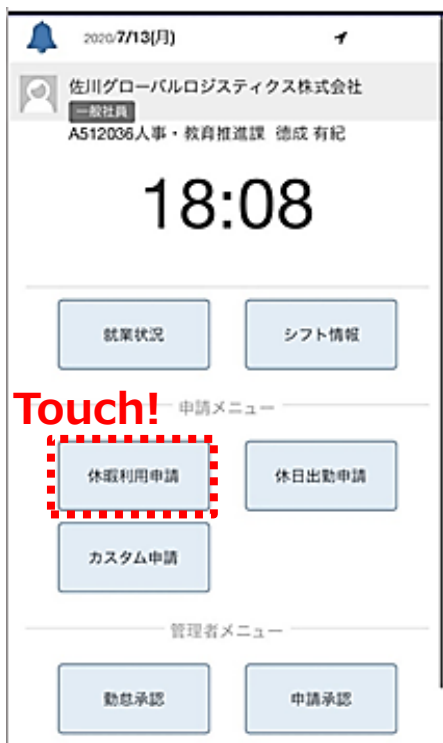 2020/7/13(月)
佐川グローバルロジスティクス株式会社
一般社員
A512036人事・教育推進課 徳成 有紀
18:08
就業状況 シフト情報
Touch!
申請メニュー
休暇利用申請 休日出勤申請
カスタム申請
管理者メニュー
勤怠承認 申請承認